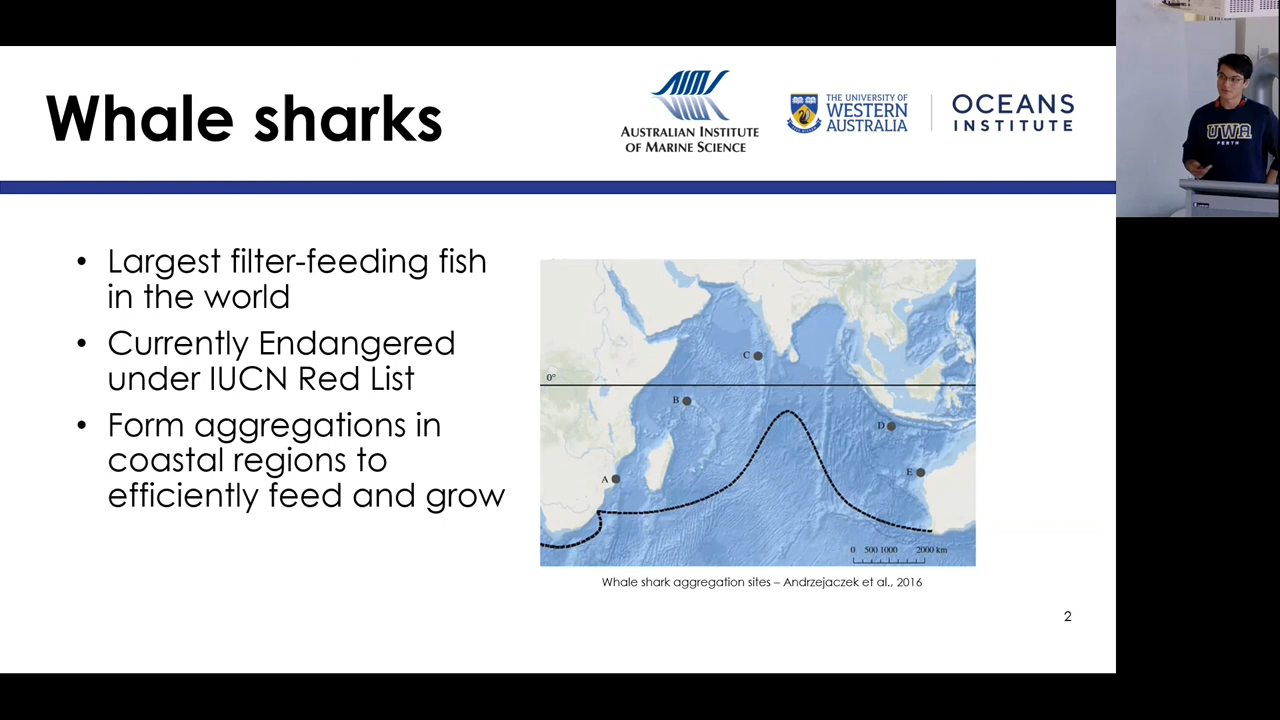 Whale sharks
AIMS
AUSTRALIAN INSTITUTE
OF MARINE SCIENCE
THE UNIVERSITY OF
WESTERN
AUSTRALIA
OCEANS
INSTITUTE
UWA
PERTH
• Largest filter-feeding fish
in the world
• Currently Endangered
under IUCN Red List
• Form aggregations in
coastal regions to
efficiently feed and grow
C
0°
B
D
E
A
0 500 1000 2000 km
Whale shark aggregation sites – Andrzejaczek et al., 2016
2